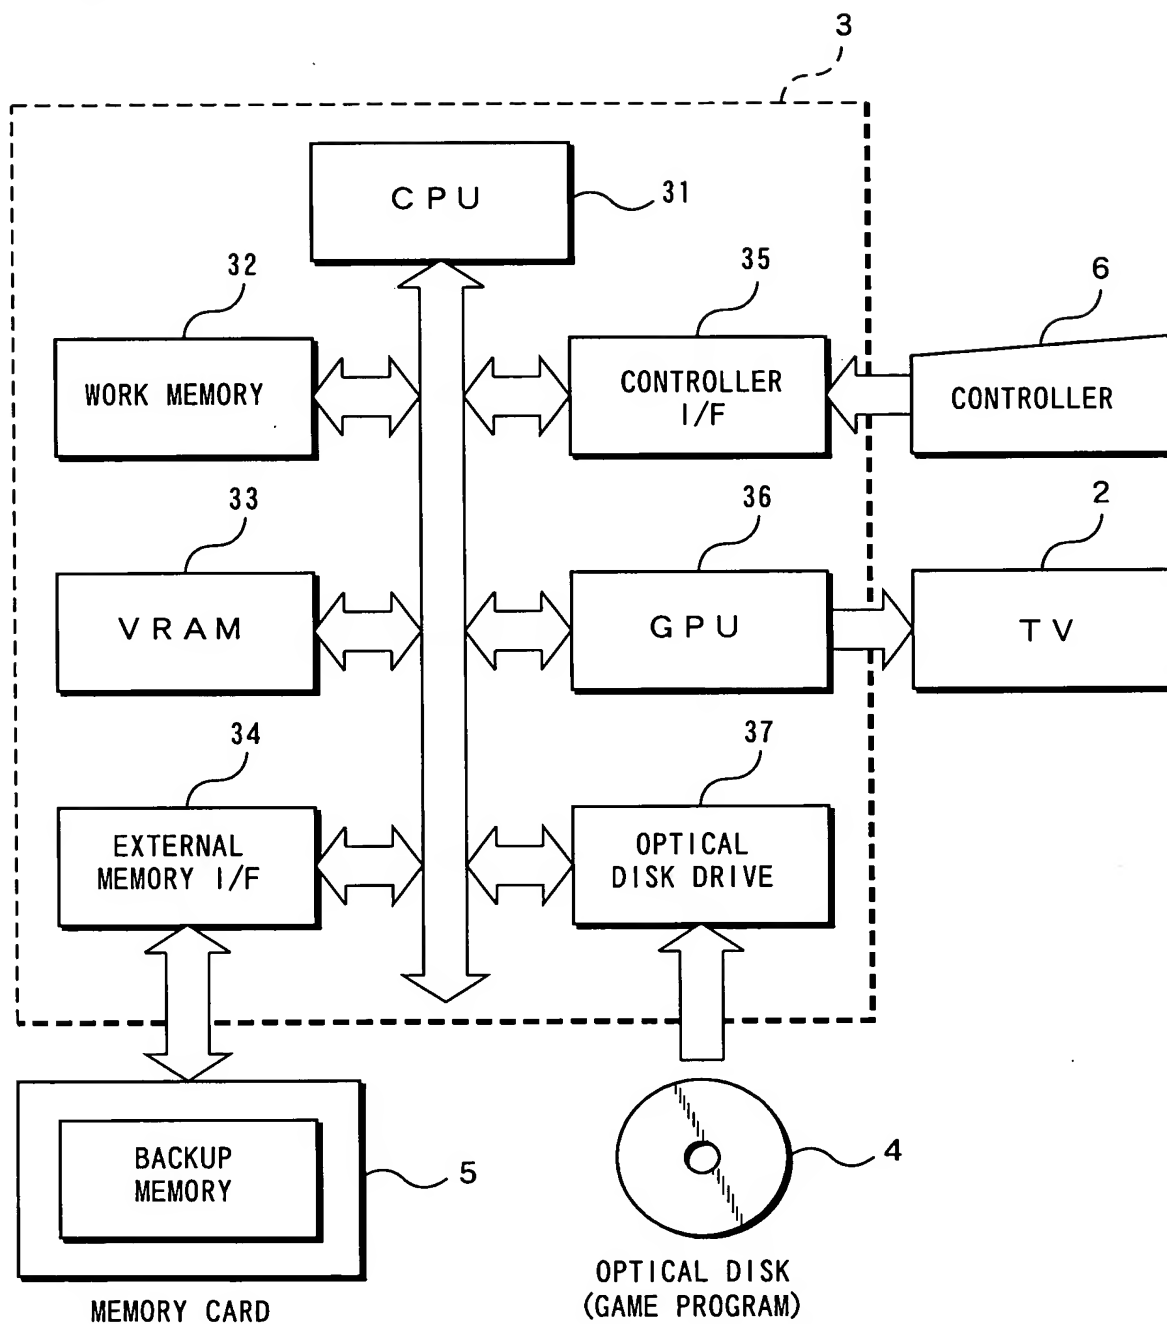 3
CPU
31
32
35
6
WORK MEMORY
CONTROLLER
I/F
CONTROLLER
33
36
2
VRAM
GPU
TV
34
37
EXTERNAL
MEMORY I/F
OPTICAL
DISK DRIVE
BACKUP
MEMORY
5
4
MEMORY CARD
OPTICAL DISK
(GAME PROGRAM)